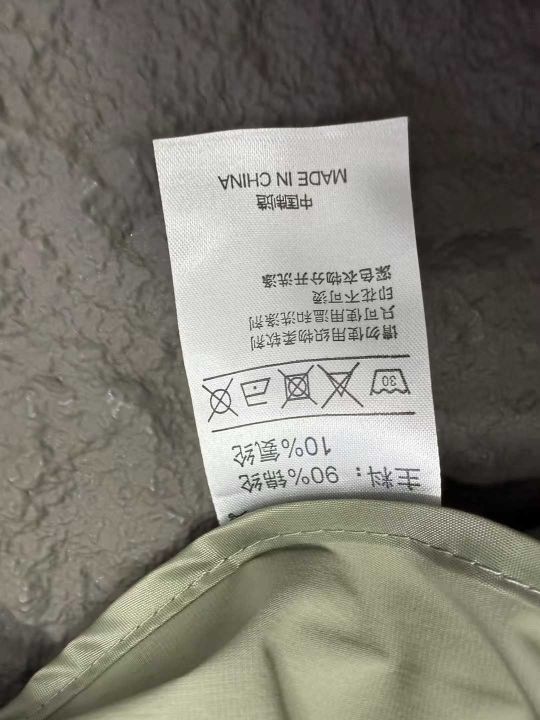 主料：90%锦纶
10%氨纶
30
请勿使用织物柔软剂
只可使用温和洗涤剂
印花不可烫
深色衣物分开洗涤
中国制造
MADE IN CHINA